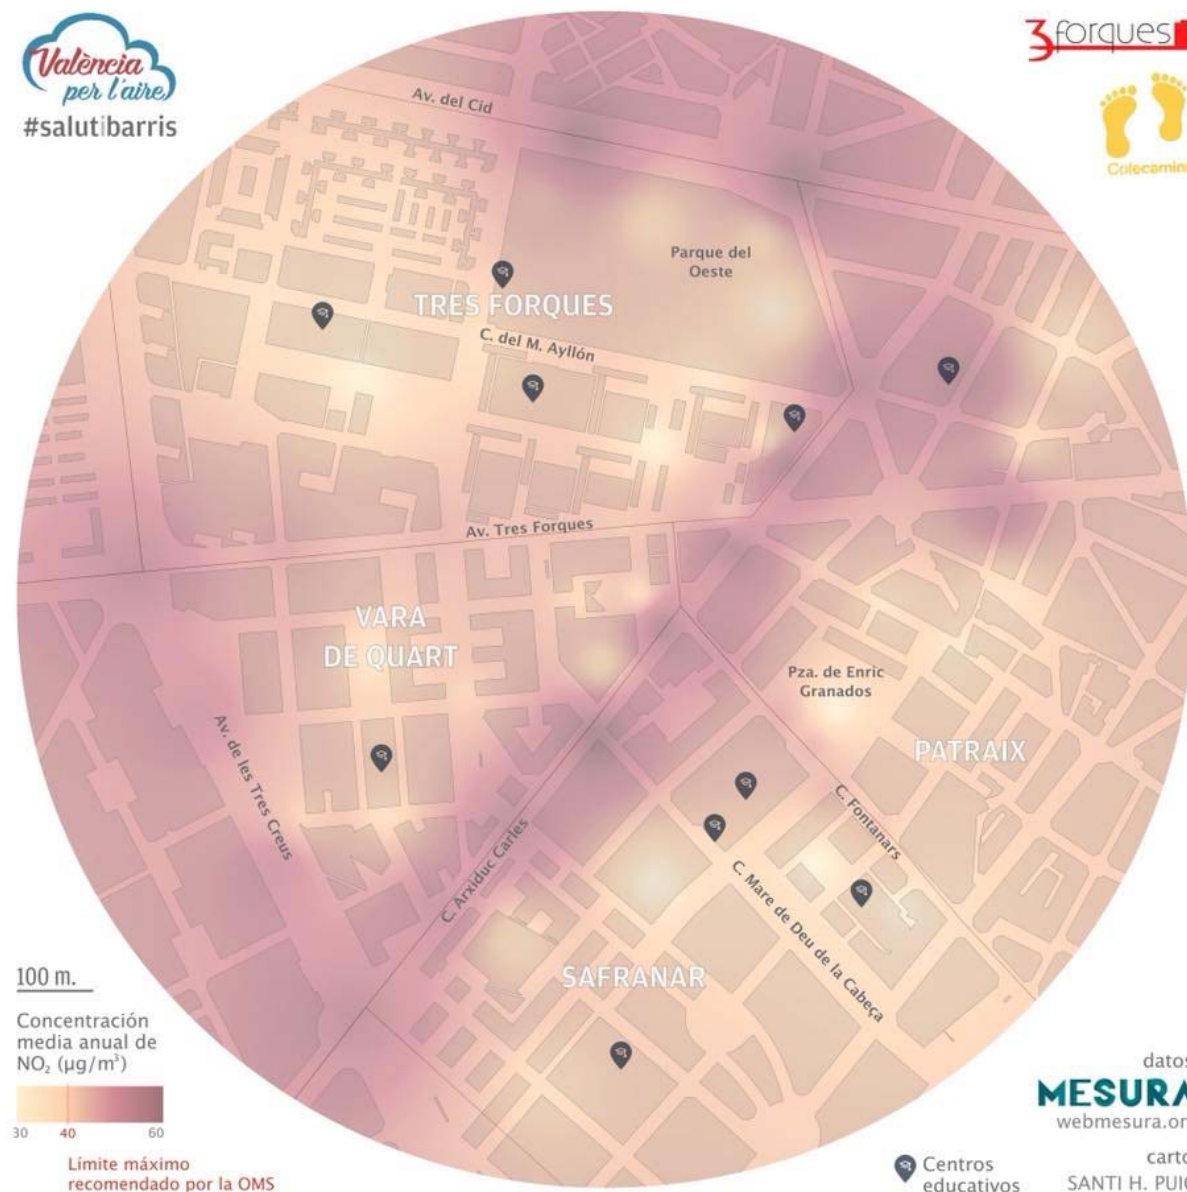 València
per l'aire
#salutibarris
3forques
Colecamin
Av. del Cid
Parque del
Oeste
TRES FORQUES
C. del M. Ayllón
Av. Tres Forques
VARA
DE QUART
Pza. de Enric
Granados
PATRAIX
Av. de les Tres Creus
C. Arxiduc Carles
C. Fontanars
C. Mare de Deu de la Cabeça
SAFRANAR
100 m.
Concentración
media anual de
NO₂ (µg/m³)
30 40 60
Límite máximo
recomendado por la OMS
datos
MESURA
webmesura.or
Centros
educativos
carto
SANTI H. PUIG